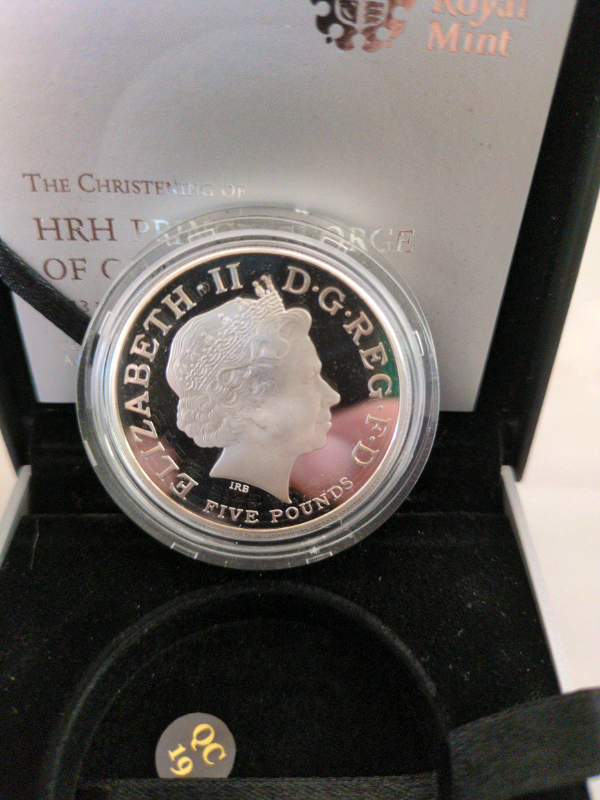 Royal
Mint
THE CHRISTENING OF
HRH PRINCE GEORGE
OF C
ELIZABETH · II D·G·REG·F·D
IRB
FIVE POUNDS
QC
19